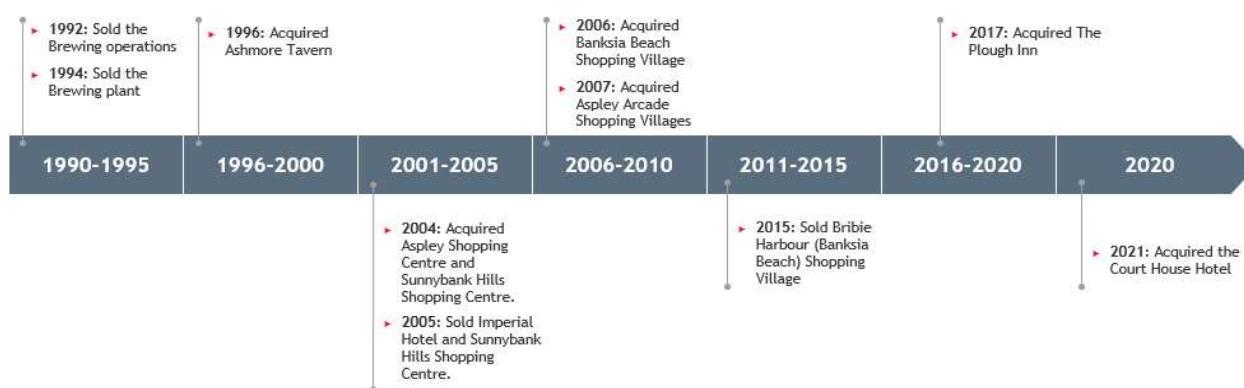 1992: Sold the
Brewing operations
1994: Sold the
Brewing plant
1996: Acquired
Ashmore Tavern
2006: Acquired
Banksia Beach
Shopping Village
2007: Acquired
Aspley Arcade
Shopping Villages
2017: Acquired The
Plough Inn
1990-1995
1996-2000
2001-2005
2006-2010
2011-2015
2016-2020
2020
2004: Acquired
Aspley Shopping
Centre and
Sunnybank Hills
Shopping Centre.
2005: Sold Imperial
Hotel and Sunnybank
Hills Shopping
Centre.
2015: Sold Bribie
Harbour (Banksia
Beach) Shopping
Village
2021: Acquired the
Court House Hotel